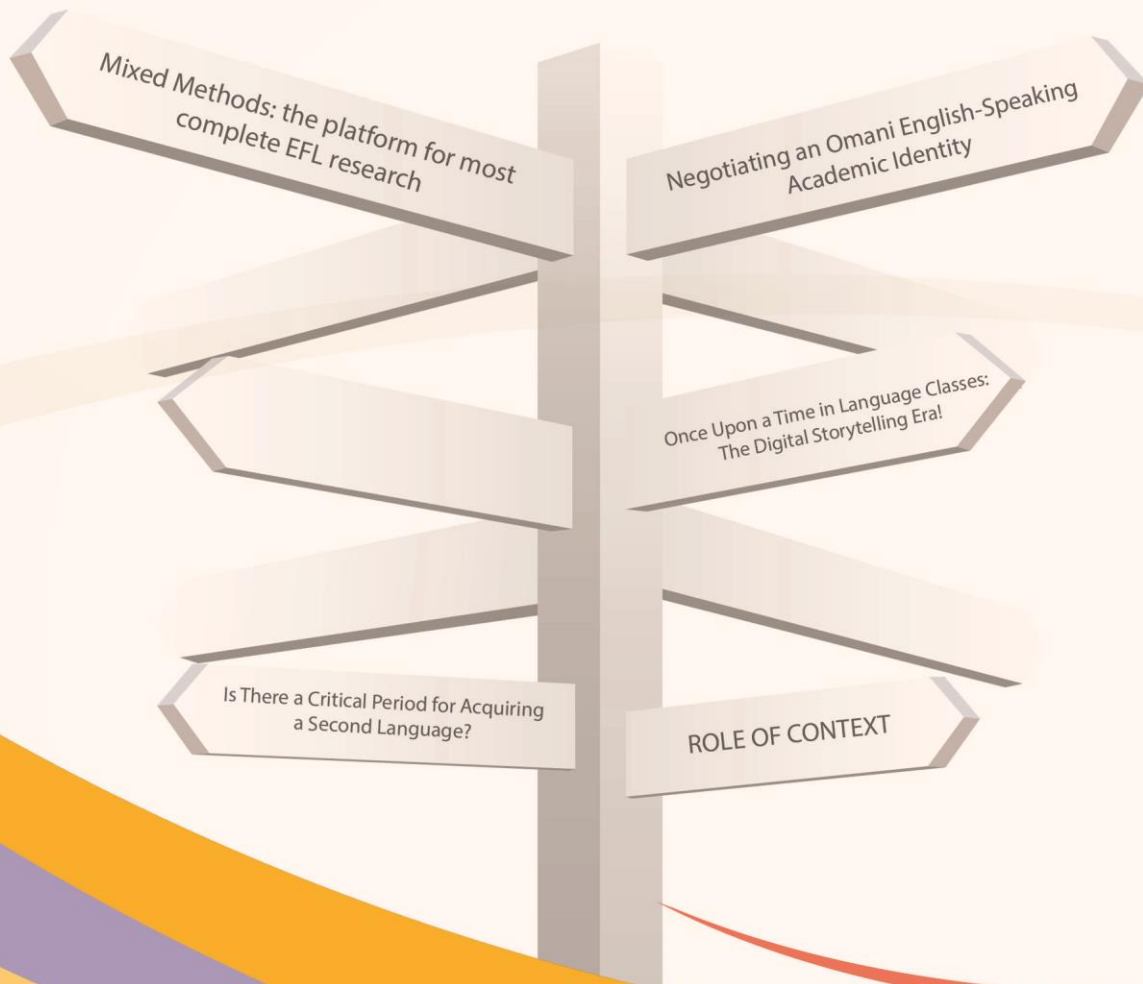 Mixed Methods: the platform for most
complete EFL research
Negotiating an Omani English-Speaking
Academic Identity
Once Upon a Time in Language Classes:
The Digital Storytelling Era!
Is There a Critical Period for Acquiring
a Second Language?
ROLE OF CONTEXT